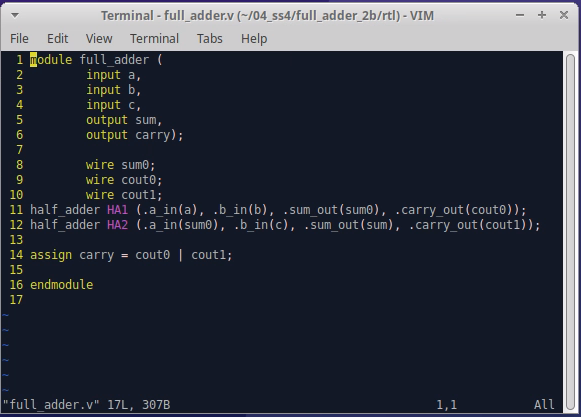 Terminal - full_adder.v (~/04_ss4/full_adder_2b/rtl) - VIM
File Edit View Terminal Tabs Help
1 module full_adder (
2 input a,
3 input b,
4 input c,
5 output sum,
6 output carry);
7
8 wire sum0;
9 wire cout0;
10 wire cout1;
11 half_adder HA1 (.a_in(a), .b_in(b), .sum_out(sum0), .carry_out(cout0));
12 half_adder HA2 (.a_in(sum0), .b_in(c), .sum_out(sum), .carry_out(cout1));
13
14 assign carry = cout0 | cout1;
15
16 endmodule
17
~
~
~
~
~
~
"full_adder.v" 17L, 307B 1,1 All